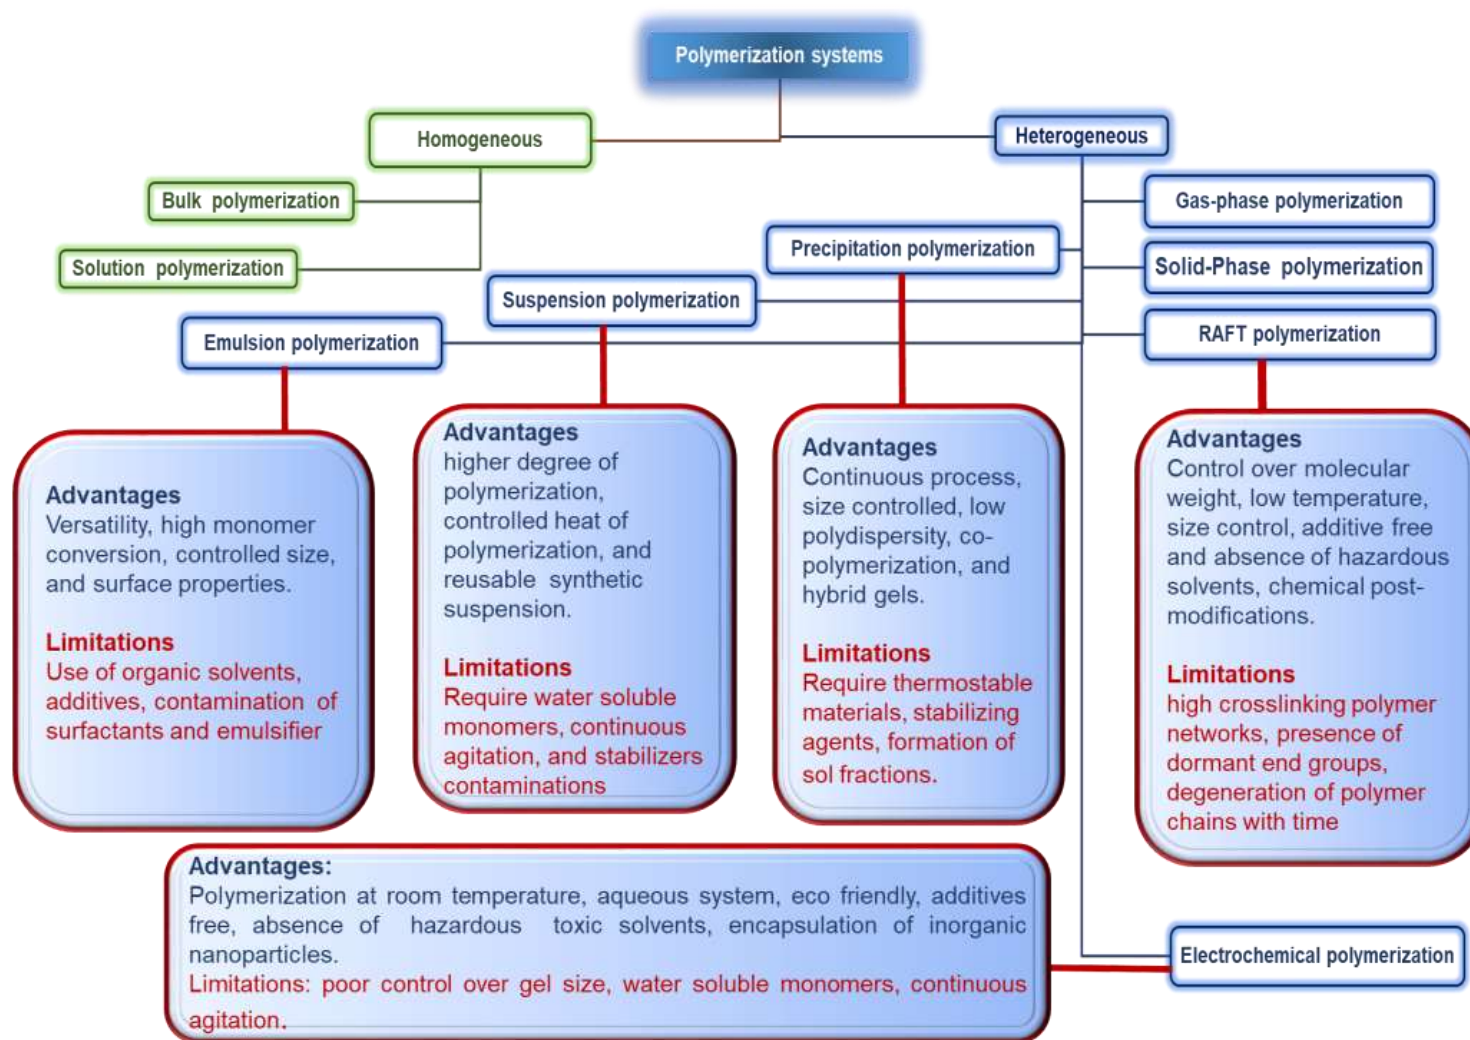 Polymerization systems
Homogeneous
Heterogeneous
Bulk polymerization
Gas-phase polymerization
Precipitation polymerization
Solution polymerization
Solid-Phase polymerization
Suspension polymerization
Emulsion polymerization
RAFT polymerization
Advantages
Versatility, high monomer
conversion, controlled size,
and surface properties.
Limitations
Use of organic solvents,
additives, contamination of
surfactants and emulsifier
Advantages
higher degree of
polymerization,
controlled heat of
polymerization, and
reusable synthetic
suspension.
Limitations
Require water soluble
monomers, continuous
agitation, and stabilizers
contaminations
Advantages
Continuous process,
size controlled, low
polydispersity, co-
polymerization, and
hybrid gels.
Limitations
Require thermostable
materials, stabilizing
agents, formation of
sol fractions.
Advantages
Control over molecular
weight, low temperature,
size control, additive free
and absence of hazardous
solvents, chemical post-
modifications.
Limitations
high crosslinking polymer
networks, presence of
dormant end groups,
degeneration of polymer
chains with time
Advantages:
Polymerization at room temperature, aqueous system, eco friendly, additives
free, absence of hazardous toxic solvents, encapsulation of inorganic
nanoparticles.
Limitations: poor control over gel size, water soluble monomers, continuous
agitation.
Electrochemical polymerization